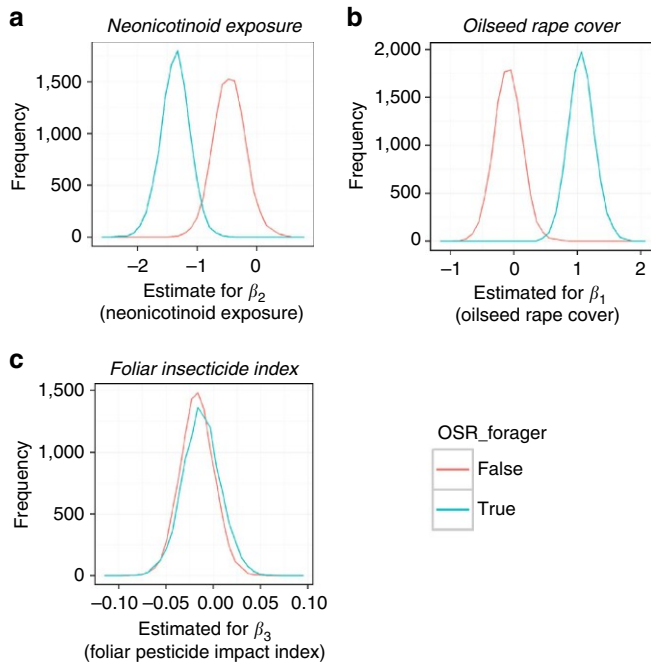 a
Neonicotinoid exposure
Frequency
1,500
1,000
500
0
−2 −1 0
Estimate for β2
(neonicotinoid exposure)
b
Oilseed rape cover
Frequency
2,000
1,500
1,000
500
0
−1 0 1 2
Estimated for β1
(oilseed rape cover)
c
Foliar insecticide index
Frequency
1,500
1,000
500
0
−0.10 −0.05 0.00 0.05 0.10
Estimated for β3
(foliar pesticide impact index)
OSR_forager
False
True